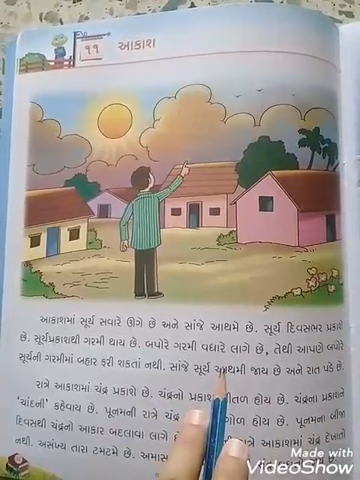 ૧૧ આકાશ
આકાશમાં સૂર્ય સવારે ઊગે છે અને સાંજે આથમે છે. સૂર્ય દિવસભર પ્રકાશે
છે. સૂર્યપ્રકાશથી ગરમી થાય છે. બપોરે ગરમી વધારે લાગે છે, તેથી આપણે બપોરે
સૂર્યની ગરમીમાં બહાર ફરી શકતાં નથી. સાંજે સૂર્ય આથમી જાય છે અને રાત પડે છે.
રાત્રે આકાશમાં ચંદ્ર પ્રકાશે છે. ચંદ્રનો પ્રકાશ શીતળ હોય છે. ચંદ્રના પ્રકાશને
'ચાંદની' કહેવાય છે. પૂનમની રાત્રે ચંદ્ર ગોળ હોય છે. પૂનમના બીજા
દિવસથી ચંદ્રનો આકાર બદલાવા લાગે રાત્રે આકાશમાં ચંદ્ર દેખાતો
નથી. અસંખ્ય તારા ટમટમે છે. અમાસ
Made with
VideoShow